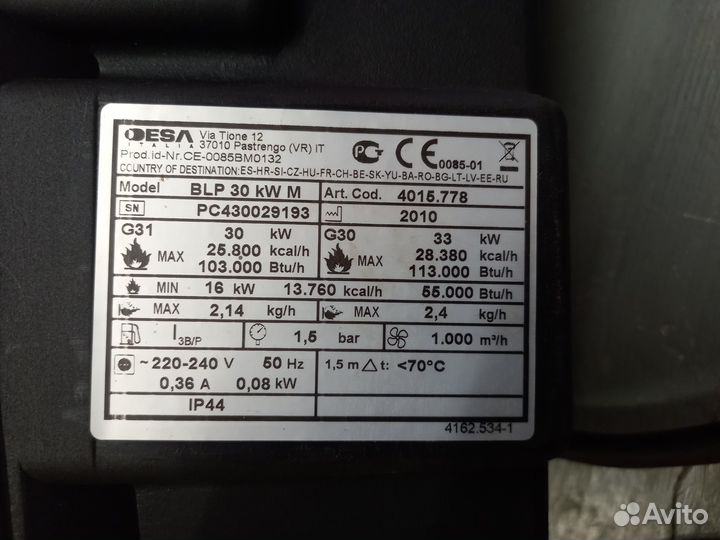 DESA
ITALIA
Via Tione 12
37010 Pastrengo (VR) IT
Prod.id-Nr.CE-0085BM0132
PG CE 0085-01
COUNTRY OF DESTINATION:ES-HR-SI-CZ-HU-FR-CH-BE-SK-YU-BA-RO-BG-LT-LV-EE-RU
Model BLP 30 kW M Art. Cod. 4015.778
SN PC430029193 2010
G31 30 kW G30 33 kW
MAX 25.800 kcal/h MAX 28.380 kcal/h
103.000 Btu/h 113.000 Btu/h
MIN 16 kW 13.760 kcal/h 55.000 Btu/h
MAX 2,14 kg/h MAX 2,4 kg/h
I3B/P 1,5 bar 1.000 m³/h
~220-240 V 50 Hz 1,5 m △ t: <70°C
0,36 A 0,08 kW
IP44
4162.534-1
Avito